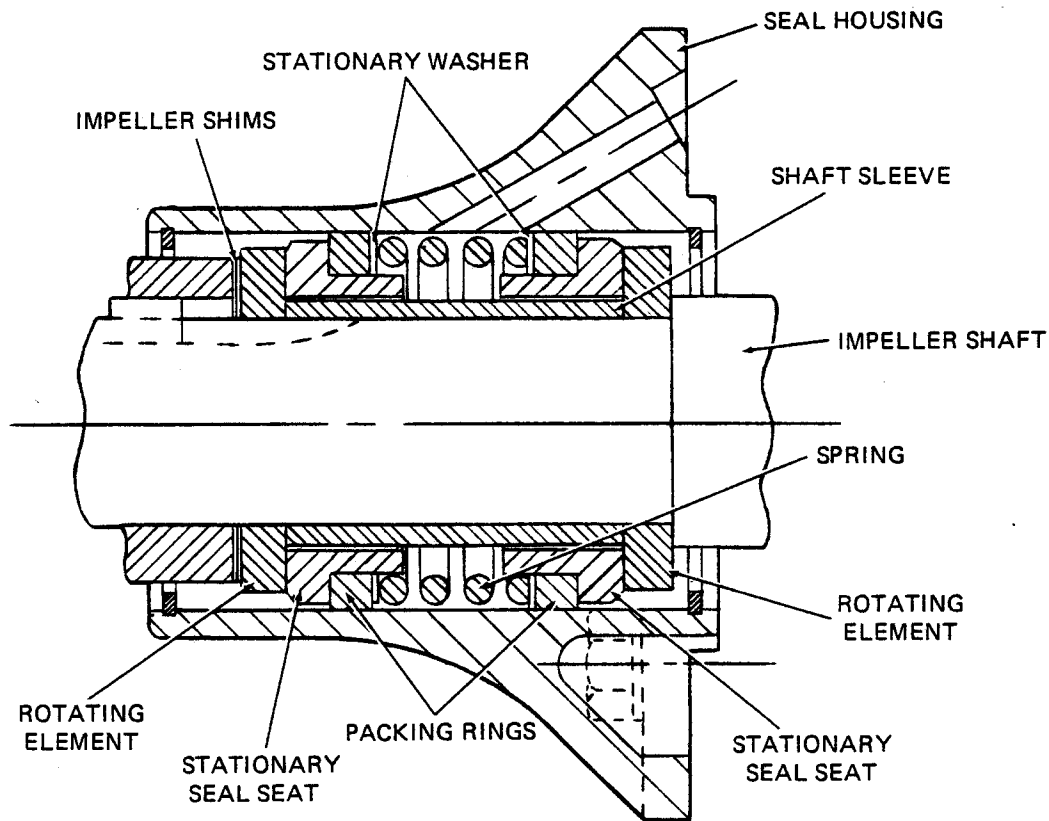 SEAL HOUSING
STATIONARY WASHER
IMPELLER SHIMS
SHAFT SLEEVE
IMPELLER SHAFT
SPRING
ROTATING
ELEMENT
ROTATING
ELEMENT
PACKING RINGS
STATIONARY
SEAL SEAT
STATIONARY
SEAL SEAT